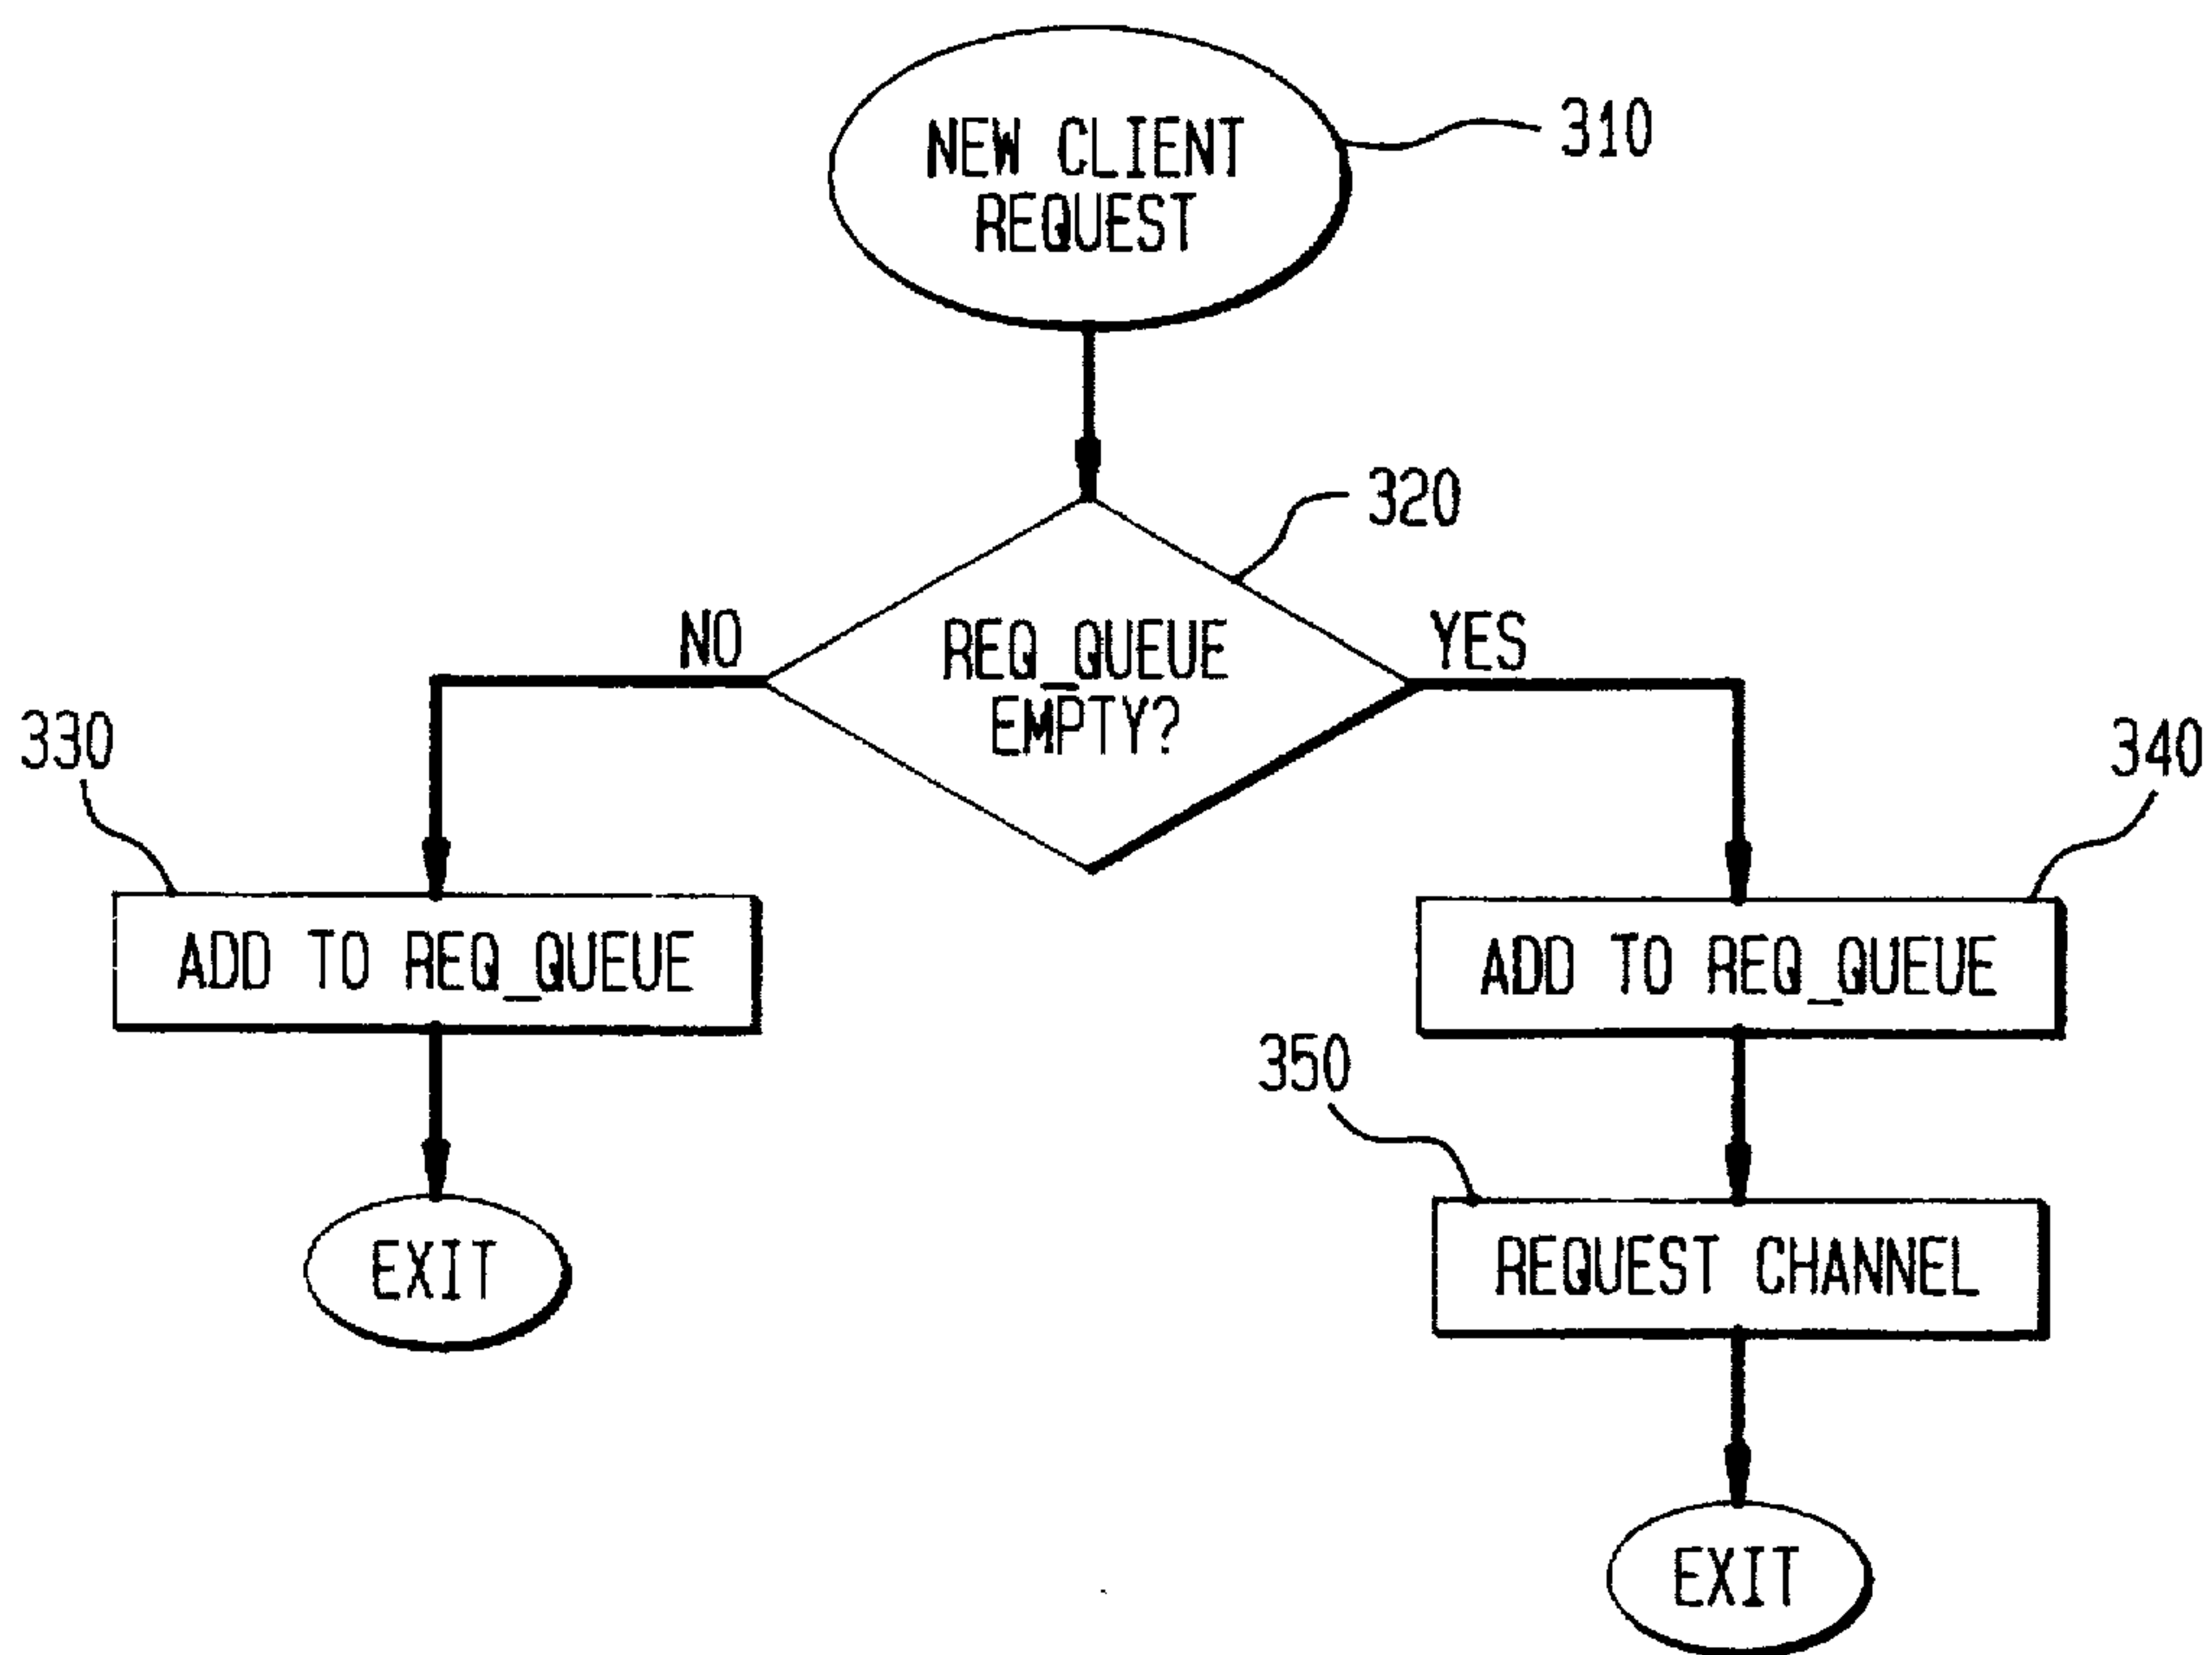 NEW CLIENT
REQUEST
310
320
REQ_QUEUE
EMPTY?
NO
YES
330
340
ADD TO REQ_QUEUE
ADD TO REQ_QUEUE
350
EXIT
REQUEST CHANNEL
EXIT